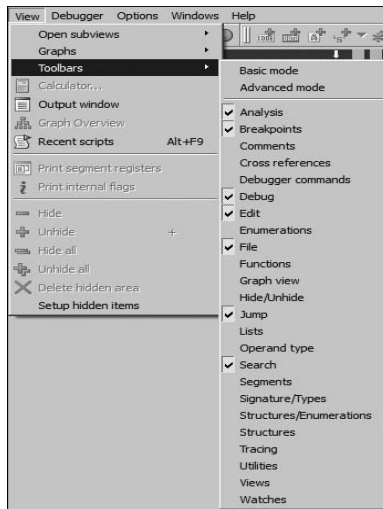 View Debugger Options Windows Help
Open subviews
Graphs
Toolbars
Calculator...
Output window
Graph Overview
Recent scripts Alt+F9
Print segment registers
Print internal flags
Hide
Unhide +
Hide all
Unhide all
Delete hidden area
Setup hidden items
Basic mode
Advanced mode
Analysis
Breakpoints
Comments
Cross references
Debugger commands
Debug
Edit
Enumerations
File
Functions
Graph view
Hide/Unhide
Jump
Lists
Operand type
Search
Segments
Signature/Types
Structures/Enumerations
Structures
Tracing
Utilities
Views
Watches